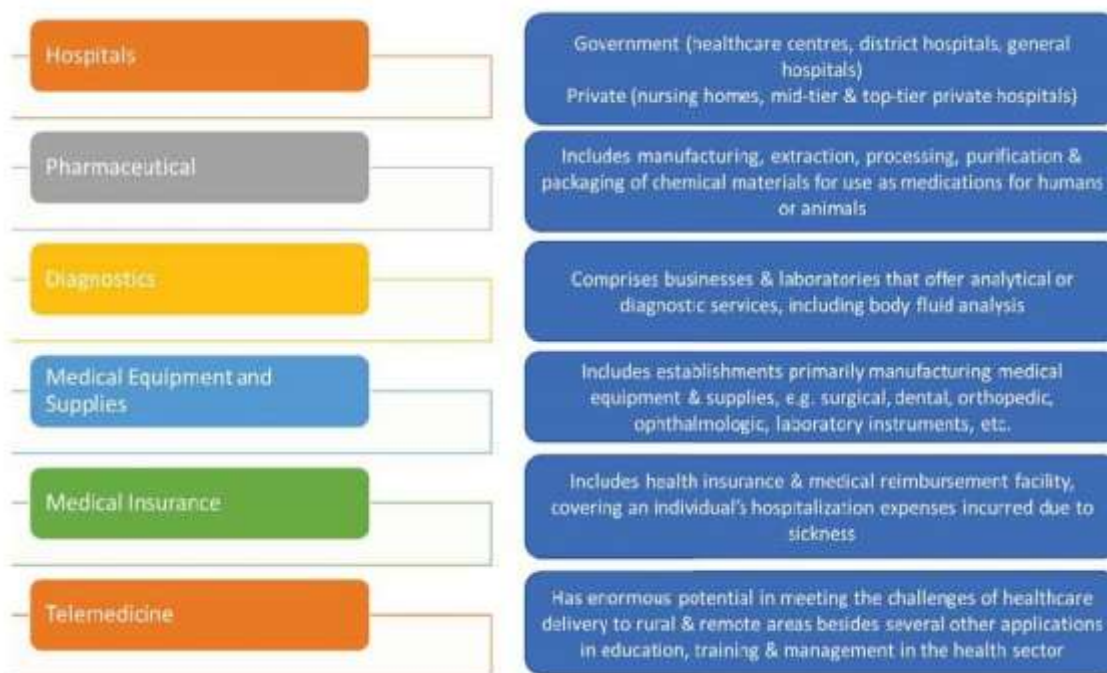 Hospitals
Government (healthcare centres, district hospitals, general
hospitals)
Private (nursing homes, mid-tier & top-tier private hospitals)
Pharmaceutical
Includes manufacturing, extraction, processing, purification &
packaging of chemical materials for use as medications for humans
or animals
Diagnostics
Comprises businesses & laboratories that offer analytical or
diagnostic services, including body fluid analysis
Medical Equipment and
Supplies
Includes establishments primarily manufacturing medical
equipment & supplies, e.g. surgical, dental, orthopedic,
ophthalmologic, laboratory instruments, etc.
Medical Insurance
Includes health insurance & medical reimbursement facility,
covering an individual's hospitalization expenses incurred due to
sickness
Telemedicine
Has enormous potential in meeting the challenges of healthcare
delivery to rural & remote areas besides several other applications
in education, training & management in the health sector